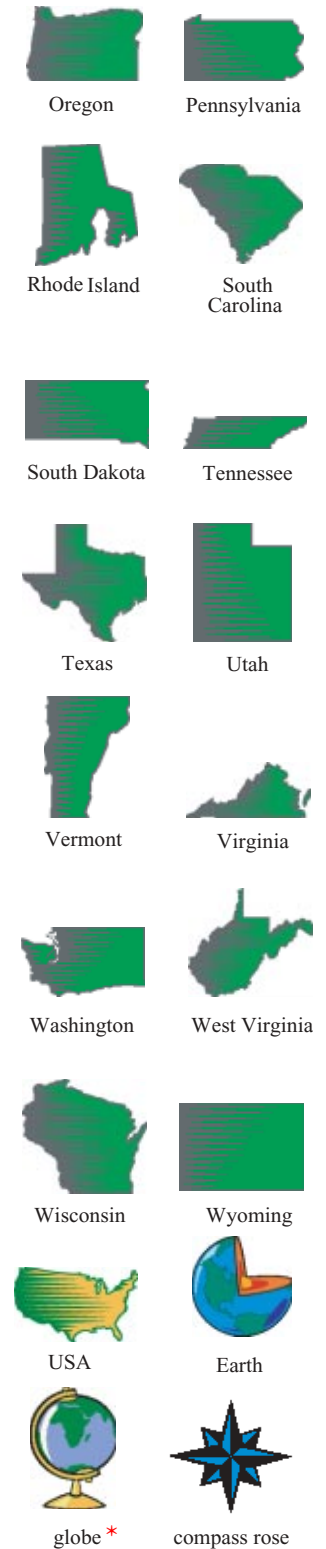 Oregon
Pennsylvania
Rhode Island
South
Carolina
South Dakota
Tennessee
Texas
Utah
Vermont
Virginia
Washington
West Virginia
Wisconsin
Wyoming
USA
Earth
globe *
compass rose